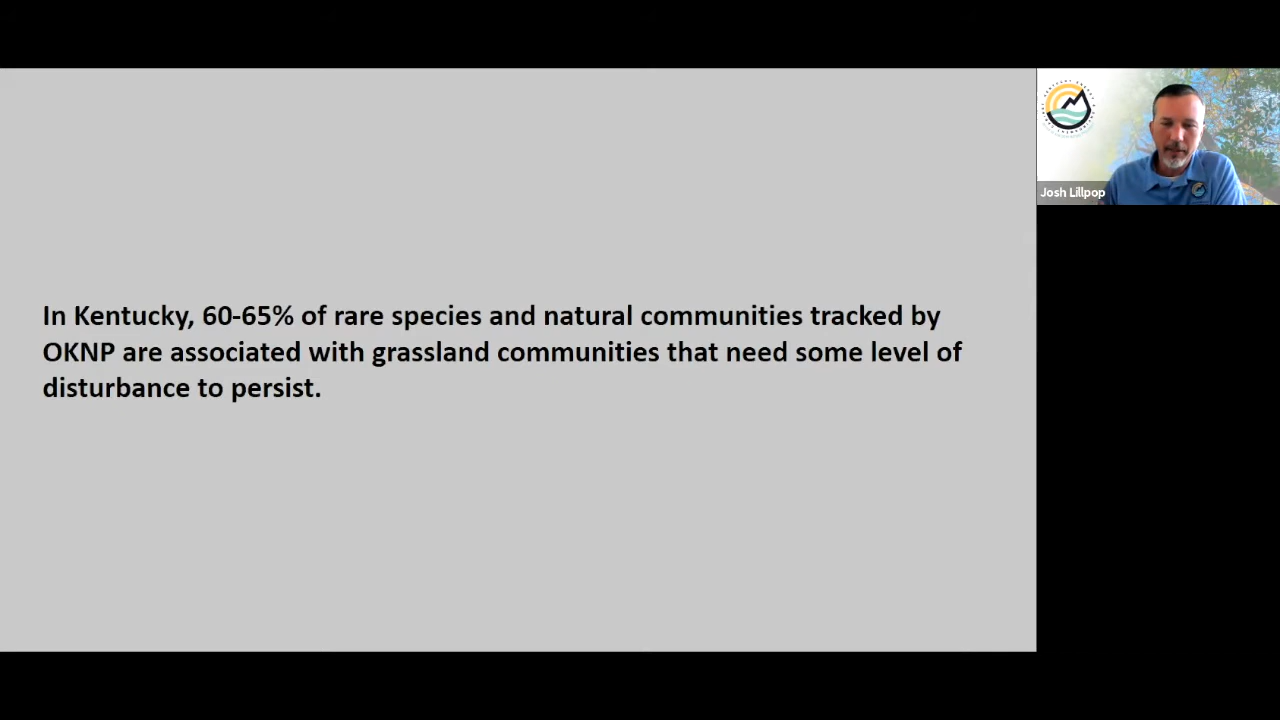 In Kentucky, 60-65% of rare species and natural communities tracked by
OKNP are associated with grassland communities that need some level of
disturbance to persist.
Josh Lillpop